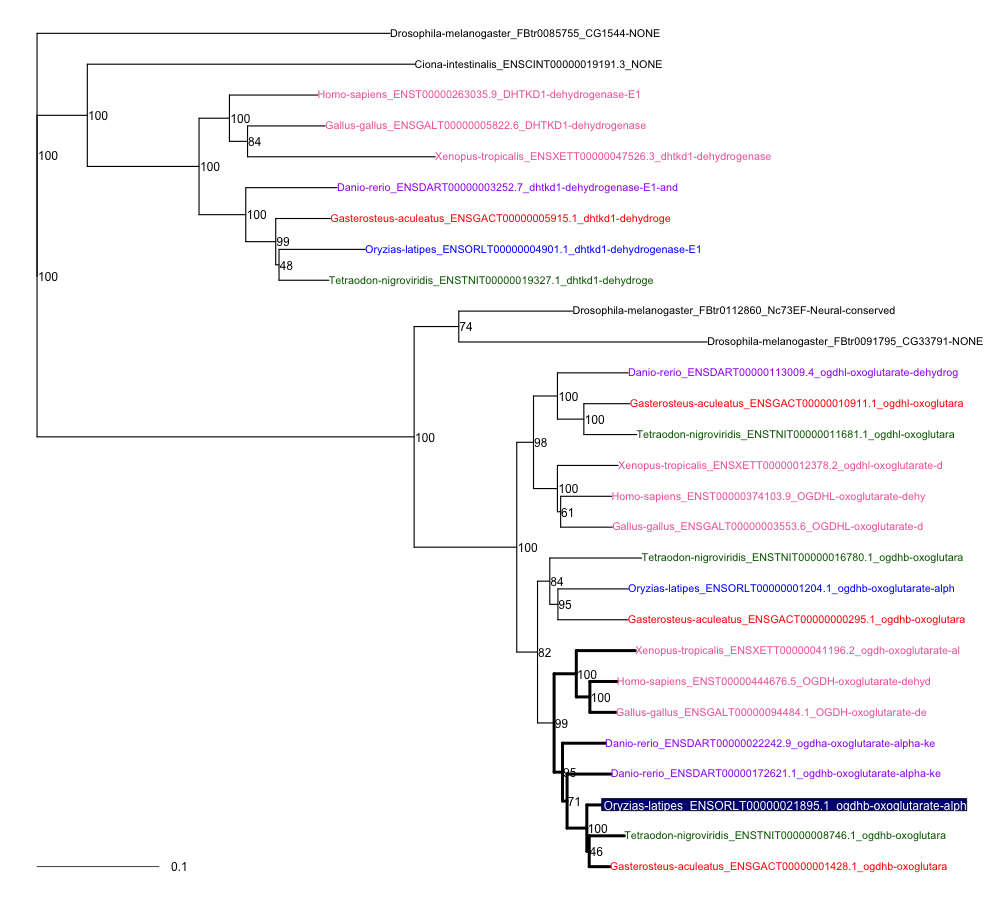 Drosophila-melanogaster_FBtr0085755_CG1544-NONE
Ciona-intestinalis_ENSCINT00000019191.3_NONE
Homo-sapiens_ENST00000263035.9_DHTKD1-dehydrogenase-E1
100
100
Gallus-gallus_ENSGALT00000005822.6_DHTKD1-dehydrogenase
84
100
Xenopus-tropicalis_ENSXETT00000047526.3_dhtkd1-dehydrogenase
100
Danio-rerio_ENSDART00000003252.7_dhtkd1-dehydrogenase-E1-and
100
Gasterosteus-aculeatus_ENSGACT00000005915.1_dhtkd1-dehydroge
99
Oryzias-latipes_ENSORLT00000004901.1_dhtkd1-dehydrogenase-E1
48
100
Tetraodon-nigroviridis_ENSTNIT00000019327.1_dhtkd1-dehydroge
Drosophila-melanogaster_FBtr0112860_Nc73EF-Neural-conserved
74
Drosophila-melanogaster_FBtr0091795_CG33791-NONE
Danio-rerio_ENSDART00000113009.4_ogdhl-oxoglutarate-dehydrog
100
Gasterosteus-aculeatus_ENSGACT00000010911.1_ogdhl-oxoglutara
100
Tetraodon-nigroviridis_ENSTNIT00000011681.1_ogdhl-oxoglutara
100
98
Xenopus-tropicalis_ENSXETT00000012378.2_ogdhl-oxoglutarate-d
100
Homo-sapiens_ENST00000374103.9_OGDHL-oxoglutarate-dehy
61
Gallus-gallus_ENSGALT00000003553.6_OGDHL-oxoglutarate-d
100
Tetraodon-nigroviridis_ENSTNIT00000016780.1_ogdhb-oxoglutara
84
Oryzias-latipes_ENSORLT00000001204.1_ogdhb-oxoglutarate-alph
95
Gasterosteus-aculeatus_ENSGACT00000000295.1_ogdhb-oxoglutara
82
Xenopus-tropicalis_ENSXETT00000041196.2_ogdh-oxoglutarate-al
100
Homo-sapiens_ENST00000444676.5_OGDH-oxoglutarate-dehyd
100
Gallus-gallus_ENSGALT00000094484.1_OGDH-oxoglutarate-de
99
Danio-rerio_ENSDART00000022242.9_ogdha-oxoglutarate-alpha-ke
95
Danio-rerio_ENSDART00000172621.1_ogdhb-oxoglutarate-alpha-ke
71
Oryzias-latipes_ENSORLT00000021895.1_ogdhb-oxoglutarate-alph
100
Tetraodon-nigroviridis_ENSTNIT00000008746.1_ogdhb-oxoglutara
46
Gasterosteus-aculeatus_ENSGACT00000001428.1_ogdhb-oxoglutara
0.1